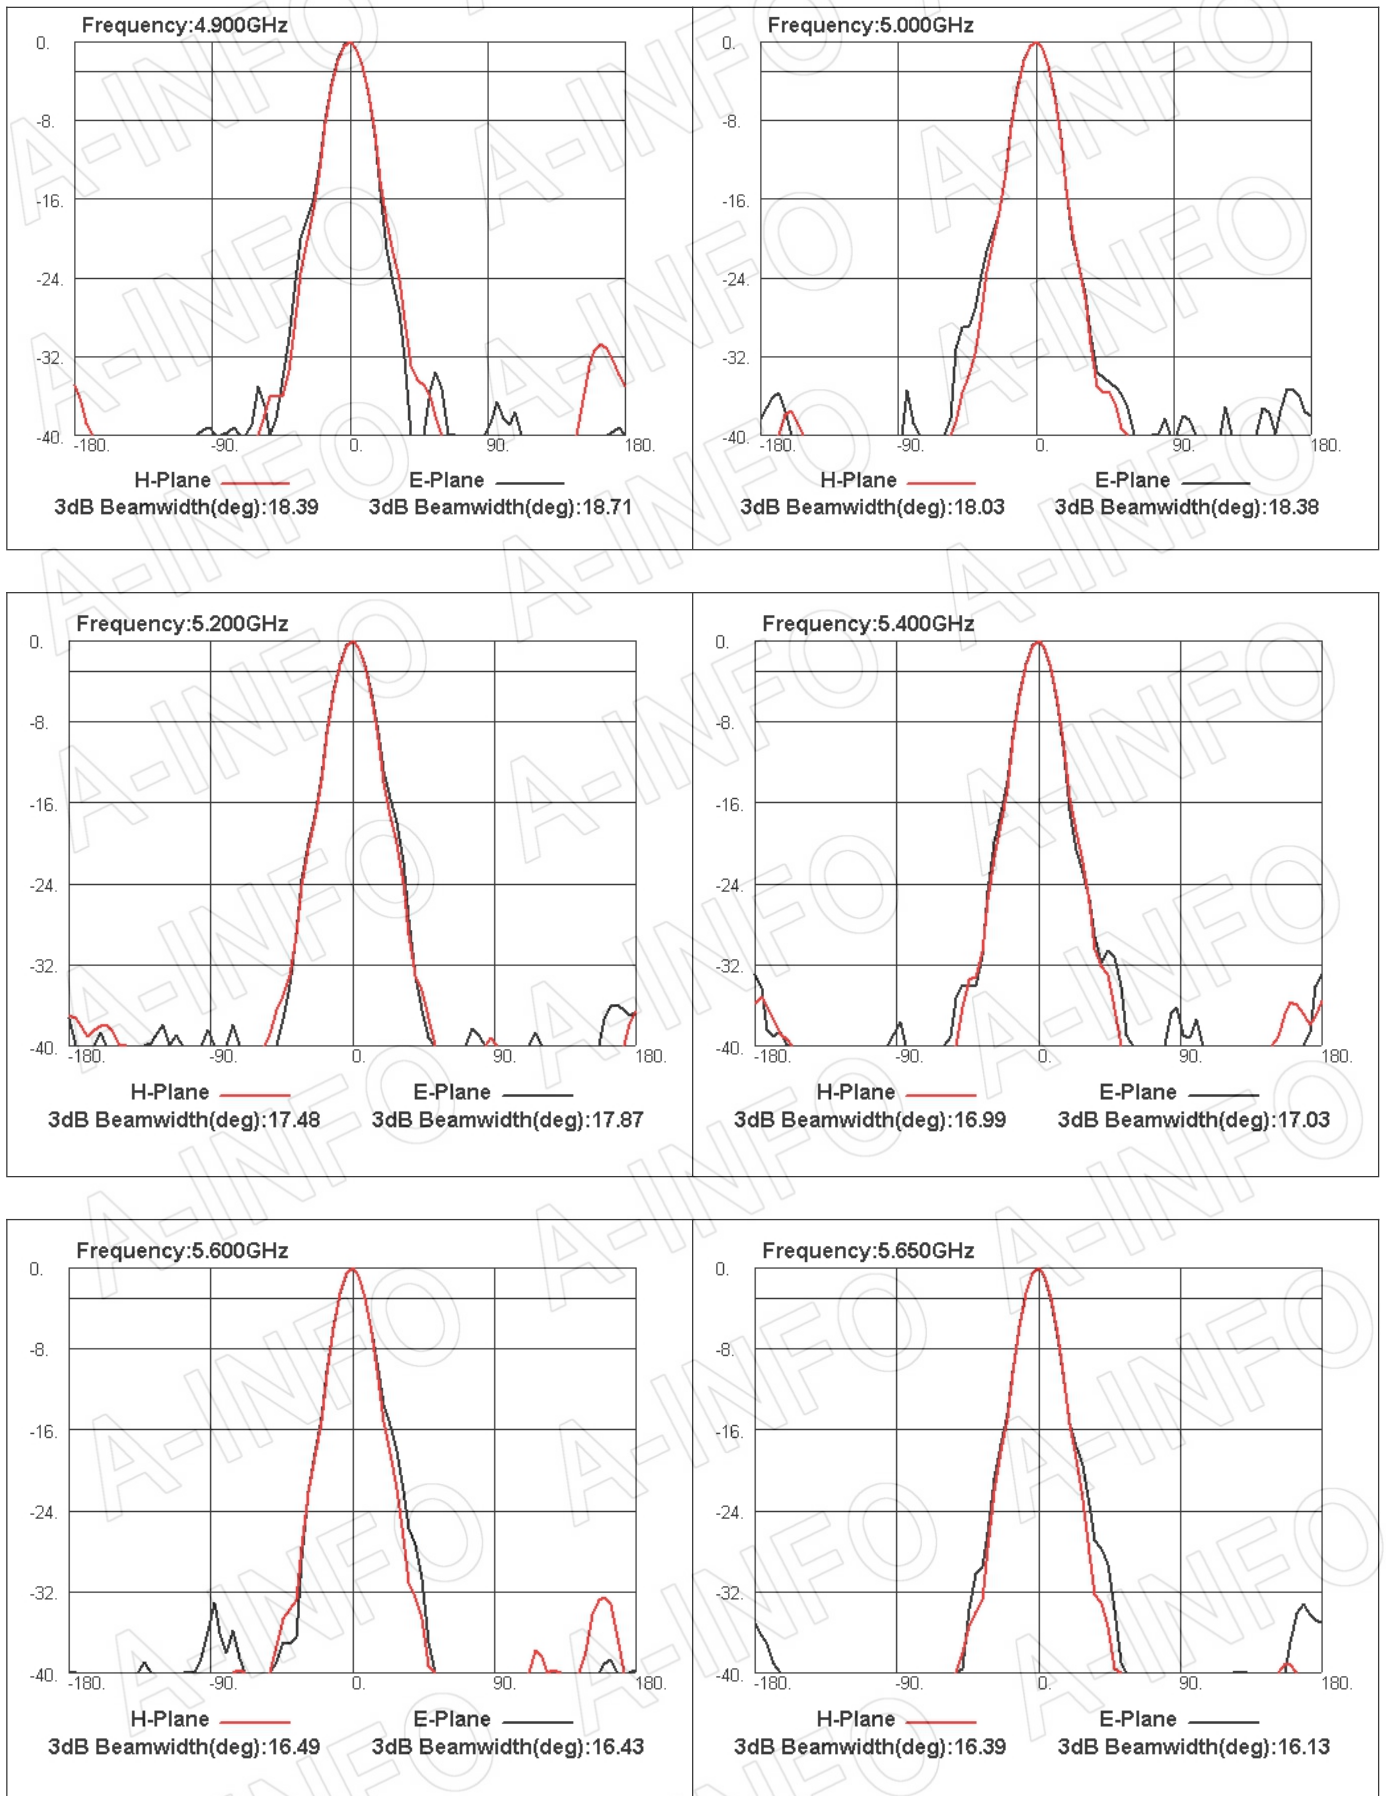 Frequency:4.900GHz
0.
-8.
-16.
-24.
-32.
-40.
-180. -90. 0. 90. 180.
H-Plane E-Plane
3dB Beamwidth(deg):18.39 3dB Beamwidth(deg):18.71
Frequency:5.000GHz
0.
-8.
-16.
-24.
-32.
-40.
-180. -90. 0. 90. 180.
H-Plane E-Plane
3dB Beamwidth(deg):18.03 3dB Beamwidth(deg):18.38
Frequency:5.200GHz
0.
-8.
-16.
-24.
-32.
-40.
-180. -90. 0. 90. 180.
H-Plane E-Plane
3dB Beamwidth(deg):17.48 3dB Beamwidth(deg):17.87
Frequency:5.400GHz
0.
-8.
-16.
-24.
-32.
-40.
-180. -90. 0. 90. 180.
H-Plane E-Plane
3dB Beamwidth(deg):16.99 3dB Beamwidth(deg):17.03
Frequency:5.600GHz
0.
-8.
-16.
-24.
-32.
-40.
-180. -90. 0. 90. 180.
H-Plane E-Plane
3dB Beamwidth(deg):16.49 3dB Beamwidth(deg):16.43
Frequency:5.650GHz
0.
-8.
-16.
-24.
-32.
-40.
-180. -90. 0. 90. 180.
H-Plane E-Plane
3dB Beamwidth(deg):16.39 3dB Beamwidth(deg):16.13
A-INFO